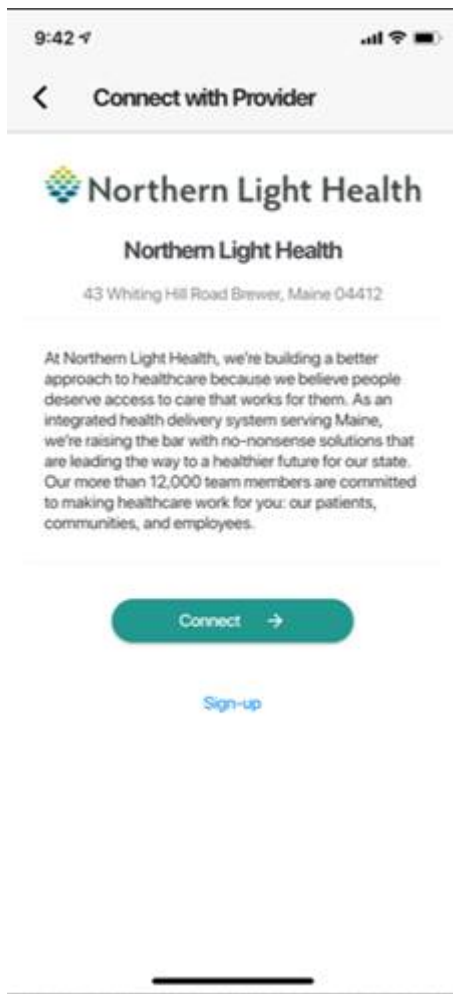 9:42
Connect with Provider
Northern Light Health
Northern Light Health
43 Whiting Hill Road Brewer, Maine 04412
At Northern Light Health, we're building a better
approach to healthcare because we believe people
deserve access to care that works for them. As an
integrated health delivery system serving Maine,
we're raising the bar with no-nonsense solutions that
are leading the way to a healthier future for our state.
Our more than 12,000 team members are committed
to making healthcare work for you: our patients,
communities, and employees.
Connect →
Sign-up